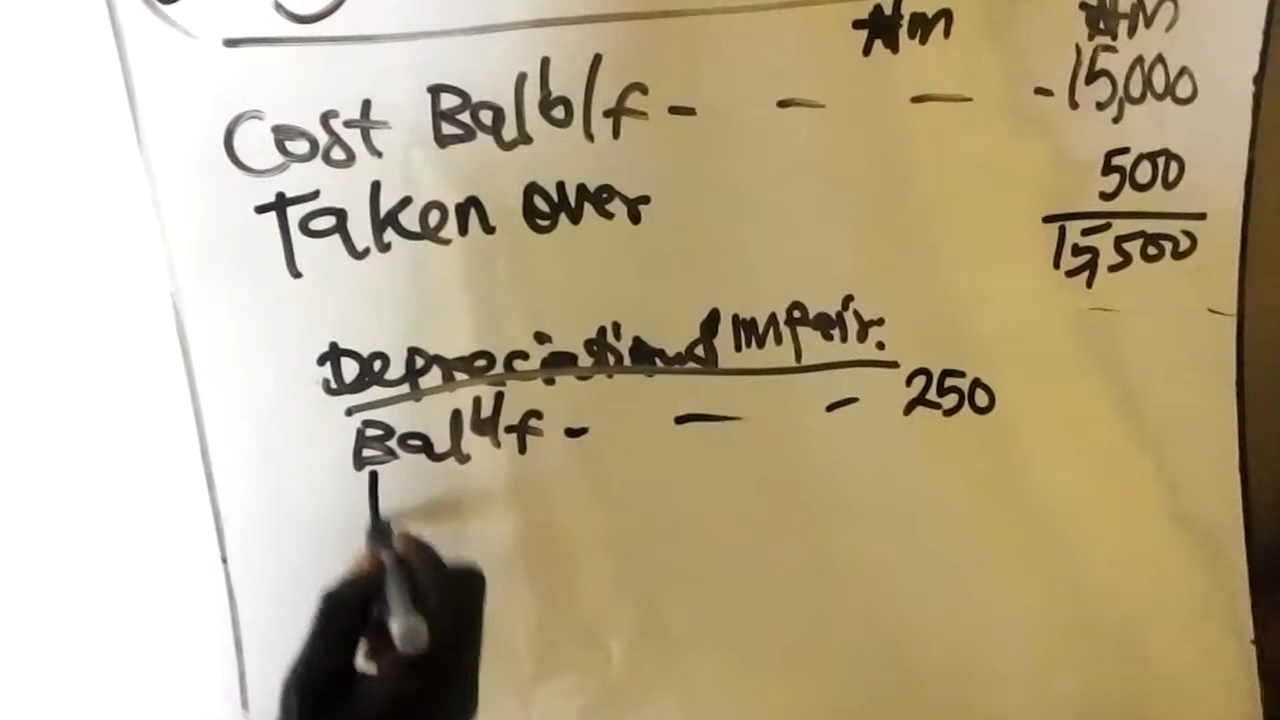 ₦m ₦m
Cost Bal b/f - - - - 15,000
Taken over 500
15,500
Depreciation & impair.
Bal b/f - - - 250